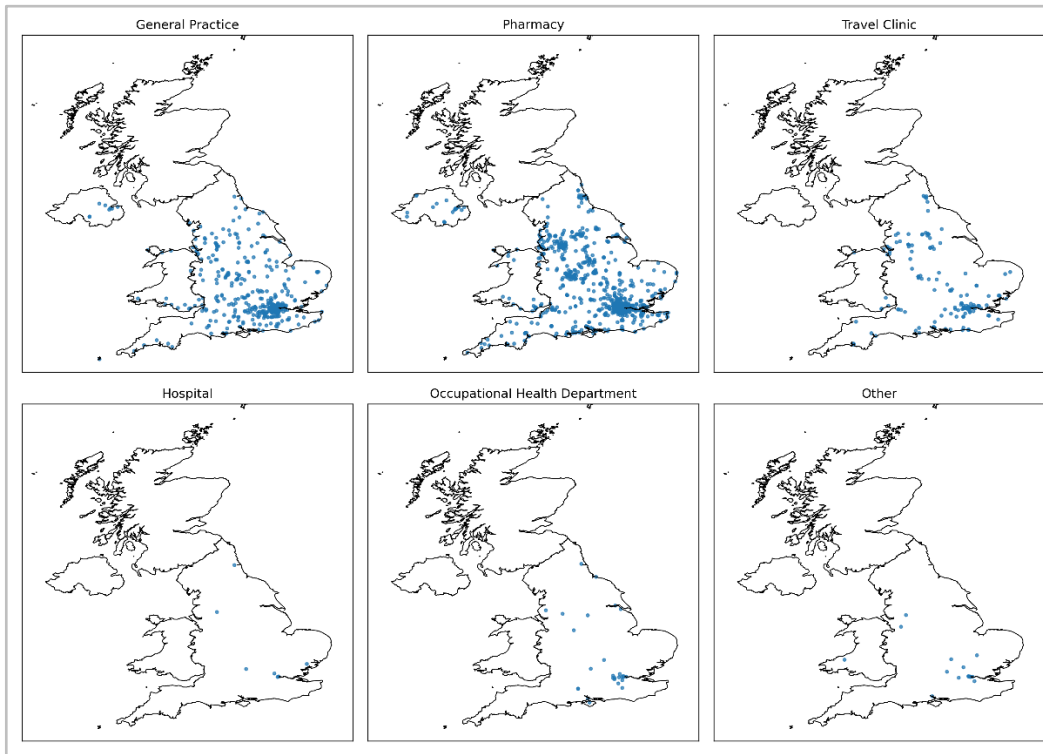 General Practice
Pharmacy
Travel Clinic
Hospital
Occupational Health Department
Other